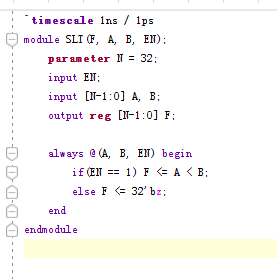 `timescale 1ns / 1ps
module SLT(F, A, B, EN);
parameter N = 32;
input EN;
input [N-1:0] A, B;
output reg [N-1:0] F;
always @(A, B, EN) begin
if(EN == 1) F <= A < B;
else F <= 32'bz;
end
endmodule